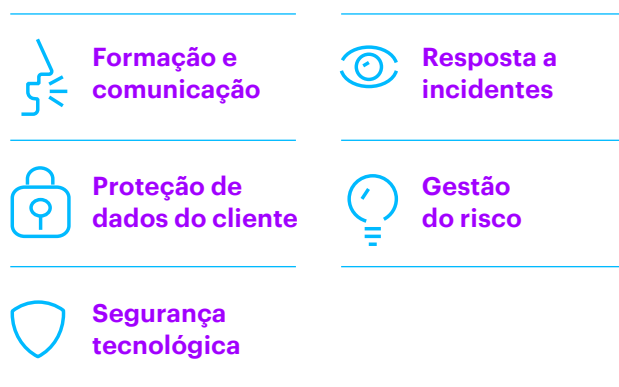 Formação e
comunicação
Resposta a
incidentes
Proteção de
dados do cliente
Gestão
do risco
Segurança
tecnológica